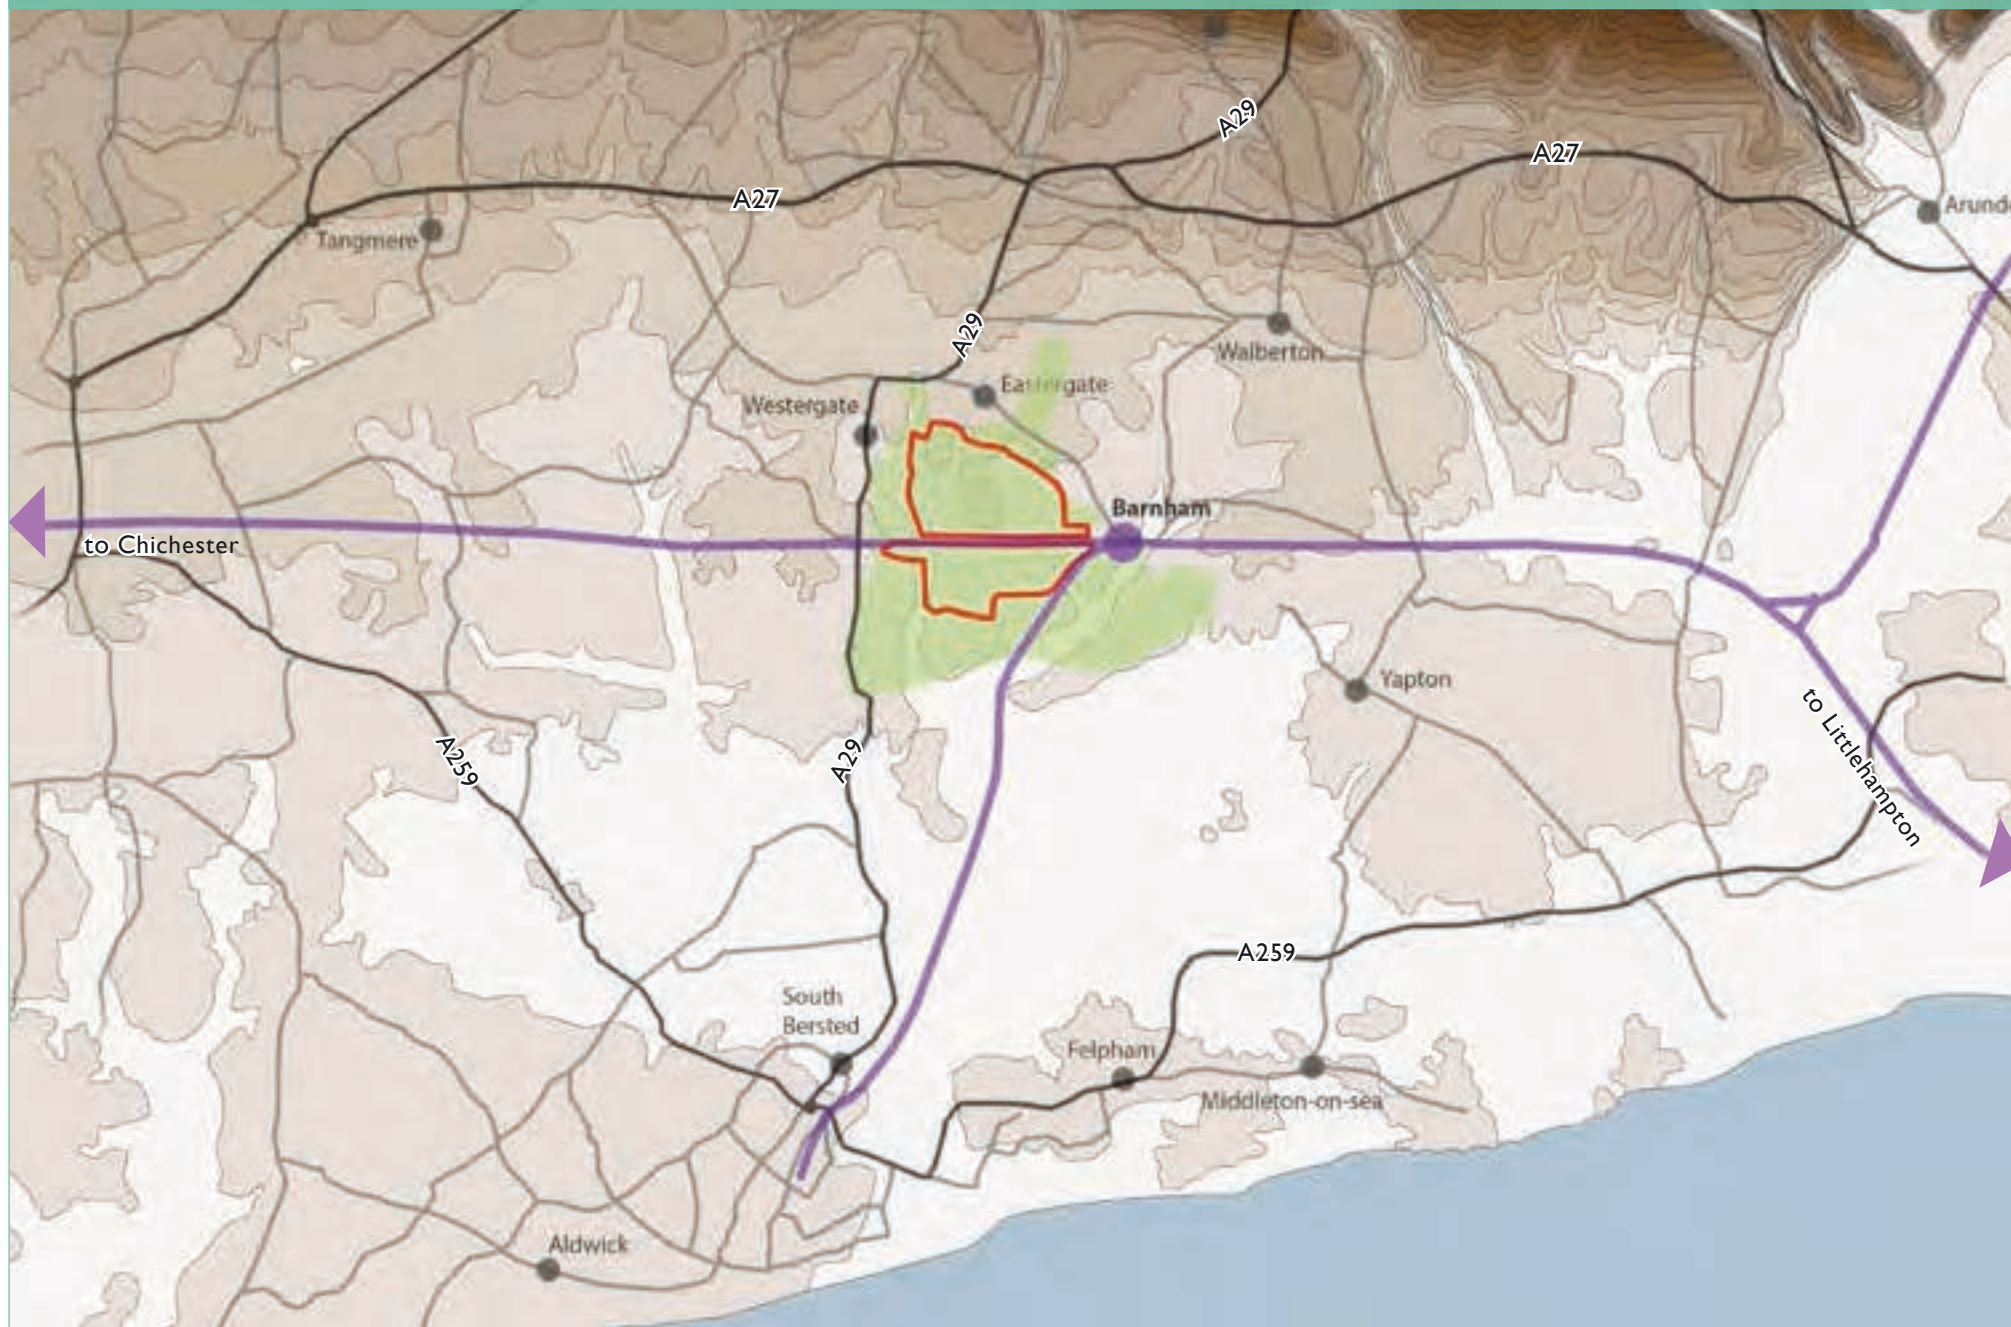 A29
A27
A27
Tangmere
A29
Walberton
Eastergate
Westergate
Barnham
to Chichester
Yapton
to Littlehampton
A259
A29
A259
South
Bersted
Felpham
Middleton-on-sea
Aldwick